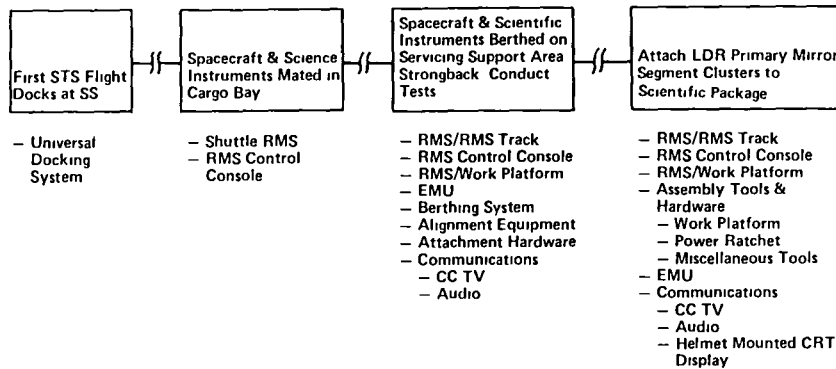 First STS Flight
Docks at SS
– Universal
Docking
System
Spacecraft & Science
Instruments Mated in
Cargo Bay
– Shuttle RMS
– RMS Control
Console
Spacecraft & Scientific
Instruments Berthed on
Servicing Support Area
Strongback Conduct
Tests
– RMS/RMS Track
– RMS Control Console
– RMS/Work Platform
– EMU
– Berthing System
– Alignment Equipment
– Attachment Hardware
– Communications
– CC TV
– Audio
Attach LDR Primary Mirror
Segment Clusters to
Scientific Package
– RMS/RMS Track
– RMS Control Console
– RMS/Work Platform
– Assembly Tools &
Hardware
– Work Platform
– Power Ratchet
– Miscellaneous Tools
– EMU
– Communications
– CC TV
– Audio
– Helmet Mounted CRT
Display